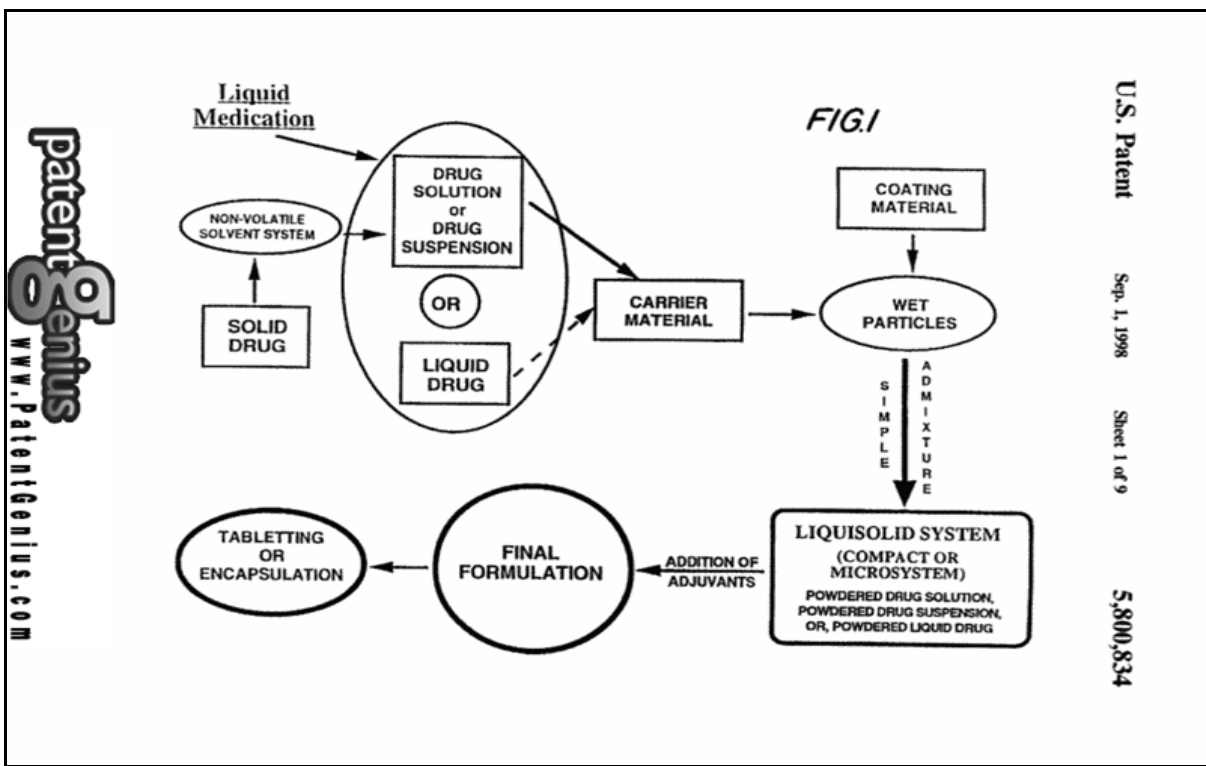 Liquid
Medication
FIG.1
DRUG
SOLUTION
or
DRUG
SUSPENSION
COATING
MATERIAL
NON-VOLATILE
SOLVENT SYSTEM
OR
SOLID
DRUG
CARRIER
MATERIAL
WET
PARTICLES
LIQUID
DRUG
SIMPLE
ADMIXTURE
LIQUISOLID SYSTEM
(COMPACT OR
MICROSYSTEM)
POWDERED DRUG SOLUTION,
POWDERED DRUG SUSPENSION,
OR, POWDERED LIQUID DRUG
ADDITION OF
ADJUVANTS
FINAL
FORMULATION
TABLETTING
OR
ENCAPSULATION
U.S. Patent
Sep. 1, 1998
Sheet 1 of 9
5,800,834
patentgenius
www.PatentGenius.com